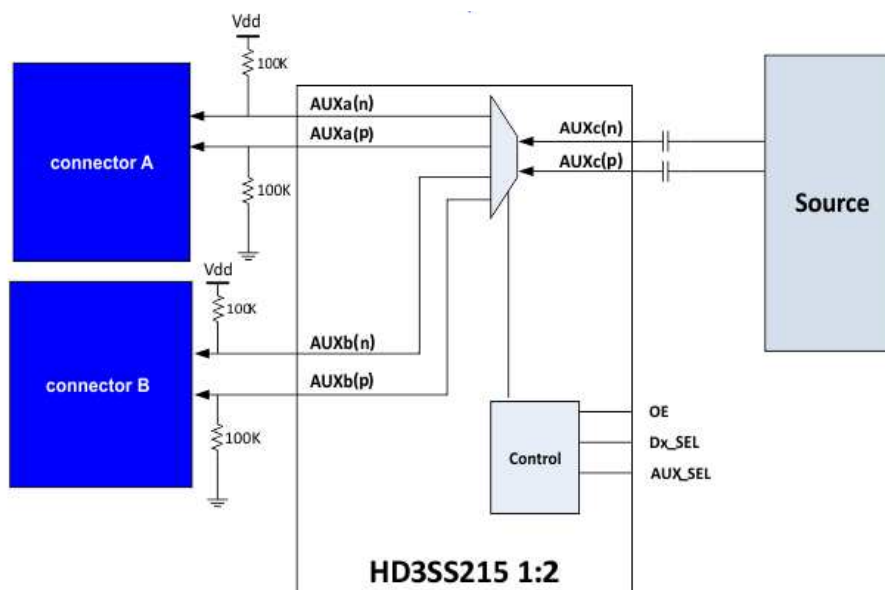 Vdd
100K
AUXa(n)
AUXa(p)
connector A
100K
AUXc(n)
AUXc(p)
Source
Vdd
100K
AUXb(n)
connector B
AUXb(p)
100K
OE
Dx_SEL
Control
AUX_SEL
HD3SS215 1:2